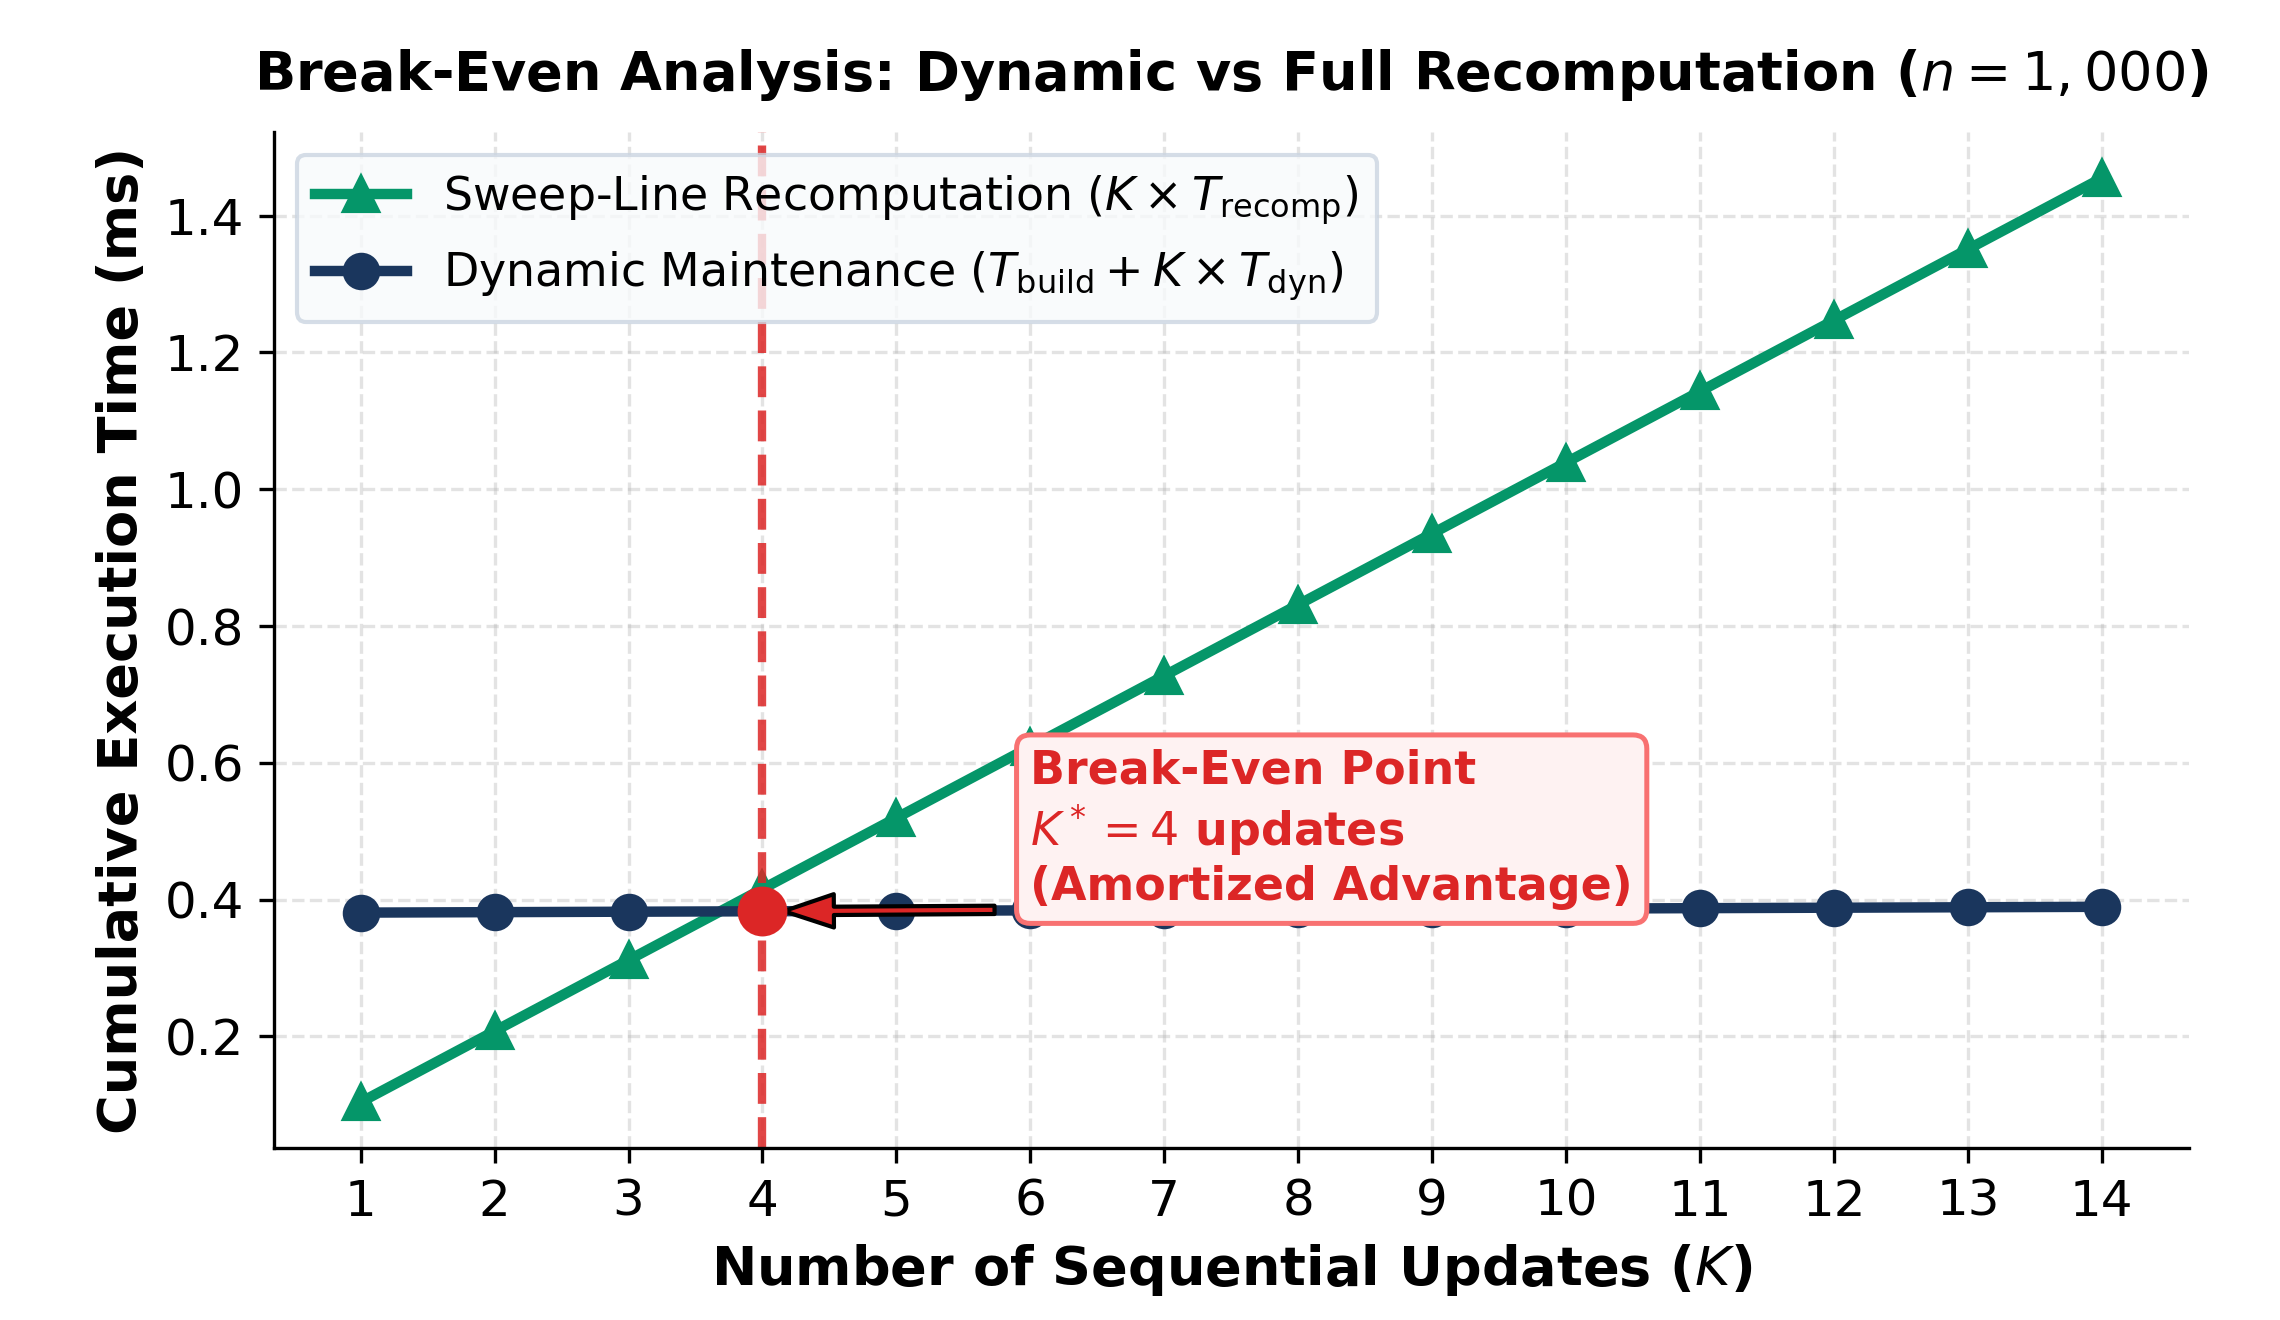 Break-Even Analysis: Dynamic vs Full Recomputation (n = 1,000)
Sweep-Line Recomputation (K × T_recomp)
Dynamic Maintenance (T_build + K × T_dyn)
Cumulative Execution Time (ms)
1.4
1.2
1.0
0.8
0.6
0.4
0.2
Break-Even Point
K* = 4 updates
(Amortized Advantage)
1 2 3 4 5 6 7 8 9 10 11 12 13 14
Number of Sequential Updates (K)